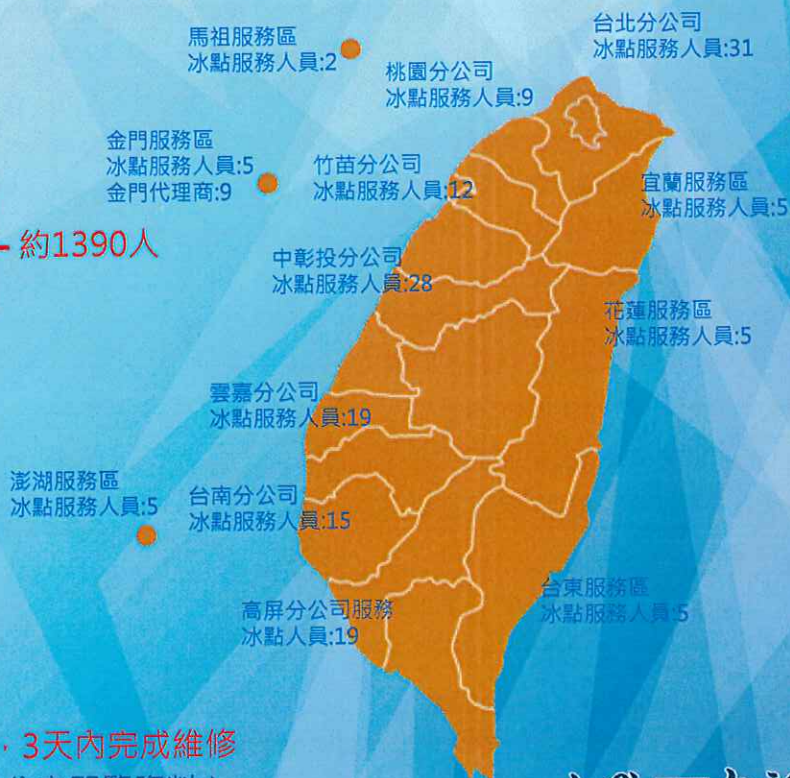 馬祖服務區
冰點服務人員:2
台北分公司
冰點服務人員:31
桃園分公司
冰點服務人員:9
金門服務區
冰點服務人員:5
金門代理商:9
竹苗分公司
冰點服務人員:12
宜蘭服務區
冰點服務人員:5
約1390人
中彰投分公司
冰點服務人員:28
花蓮服務區
冰點服務人員:5
雲嘉分公司
冰點服務人員:19
澎湖服務區
冰點服務人員:5
台南分公司
冰點服務人員:15
台東服務區
冰點服務人員:5
高屏分公司服務
冰點人員:19
，3天內完成維修